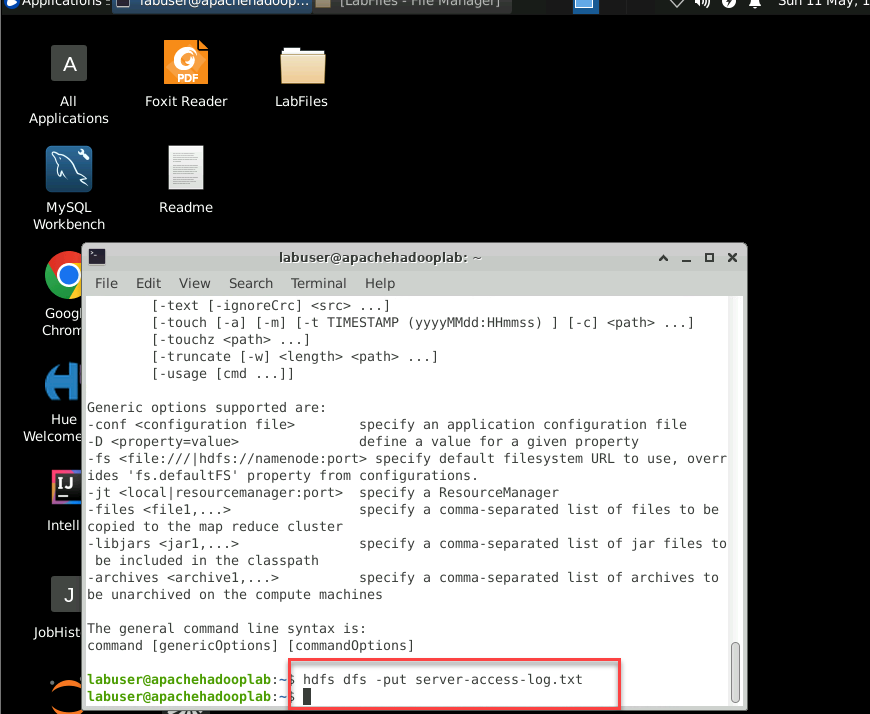 Applications
labuser@apachehadoop...
[LabFiles - File Manager]
Sun 11 May, 1
A
All
Applications
PDF
Foxit Reader
LabFiles
MySQL
Workbench
Readme
Googl
Chrom
Hue
Welcome
IJ
Intell
J
JobHist
labuser@apachehadooplab: ~
File Edit View Search Terminal Help
[-text [-ignoreCrc] <src> ...]
[-touch [-a] [-m] [-t TIMESTAMP (yyyyMMdd:HHmmss) ] [-c] <path> ...]
[-touchz <path> ...]
[-truncate [-w] <length> <path> ...]
[-usage [cmd ...]]
Generic options supported are:
-conf <configuration file>        specify an application configuration file
-D <property=value>               define a value for a given property
-fs <file:///|hdfs://namenode:port> specify default filesystem URL to use, overr
ides 'fs.defaultFS' property from configurations.
-jt <local|resourcemanager:port>  specify a ResourceManager
-files <file1,...>                specify a comma-separated list of files to be
copied to the map reduce cluster
-libjars <jar1,...>               specify a comma-separated list of jar files to
be included in the classpath
-archives <archive1,...>          specify a comma-separated list of archives to
be unarchived on the compute machines
The general command line syntax is:
command [genericOptions] [commandOptions]
labuser@apachehadooplab:~$ hdfs dfs -put server-access-log.txt
labuser@apachehadooplab:~$